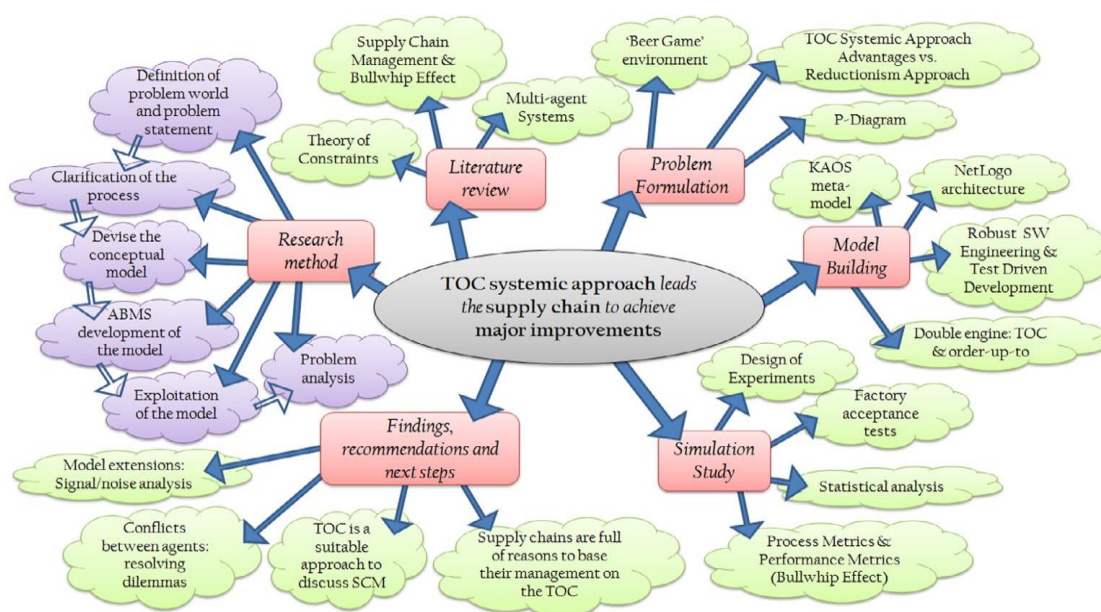 Supply Chain
Management &
Bullwhip Effect
'Beer Game'
environment
TOC Systemic Approach
Advantages vs.
Reductionism Approach
Definition of
problem world
and problem
statement
Multi-agent
Systems
P-Diagram
Theory of
Constraints
Literature
review
Problem
Formulation
KAOS
meta-
model
NetLogo
architecture
Clarification of the
process
Devise the
conceptual
model
Research
method
Model
Building
Robust SW
Engineering &
Test Driven
Development
TOC systemic approach leads
the supply chain to achieve
major improvements
ABMS
development of
the model
Problem
analysis
Double engine: TOC
& order-up-to
Exploitation
of the model
Design of
Experiments
Factory
acceptance
tests
Findings,
recommendations and
next steps
Simulation
Study
Model extensions:
Signal/noise analysis
Statistical analysis
Conflicts
between agents:
resolving
dilemmas
TOC is a
suitable
approach to
discuss SCM
Supply chains are full
of reasons to base
their management on
the TOC
Process Metrics &
Performance Metrics
(Bullwhip Effect)